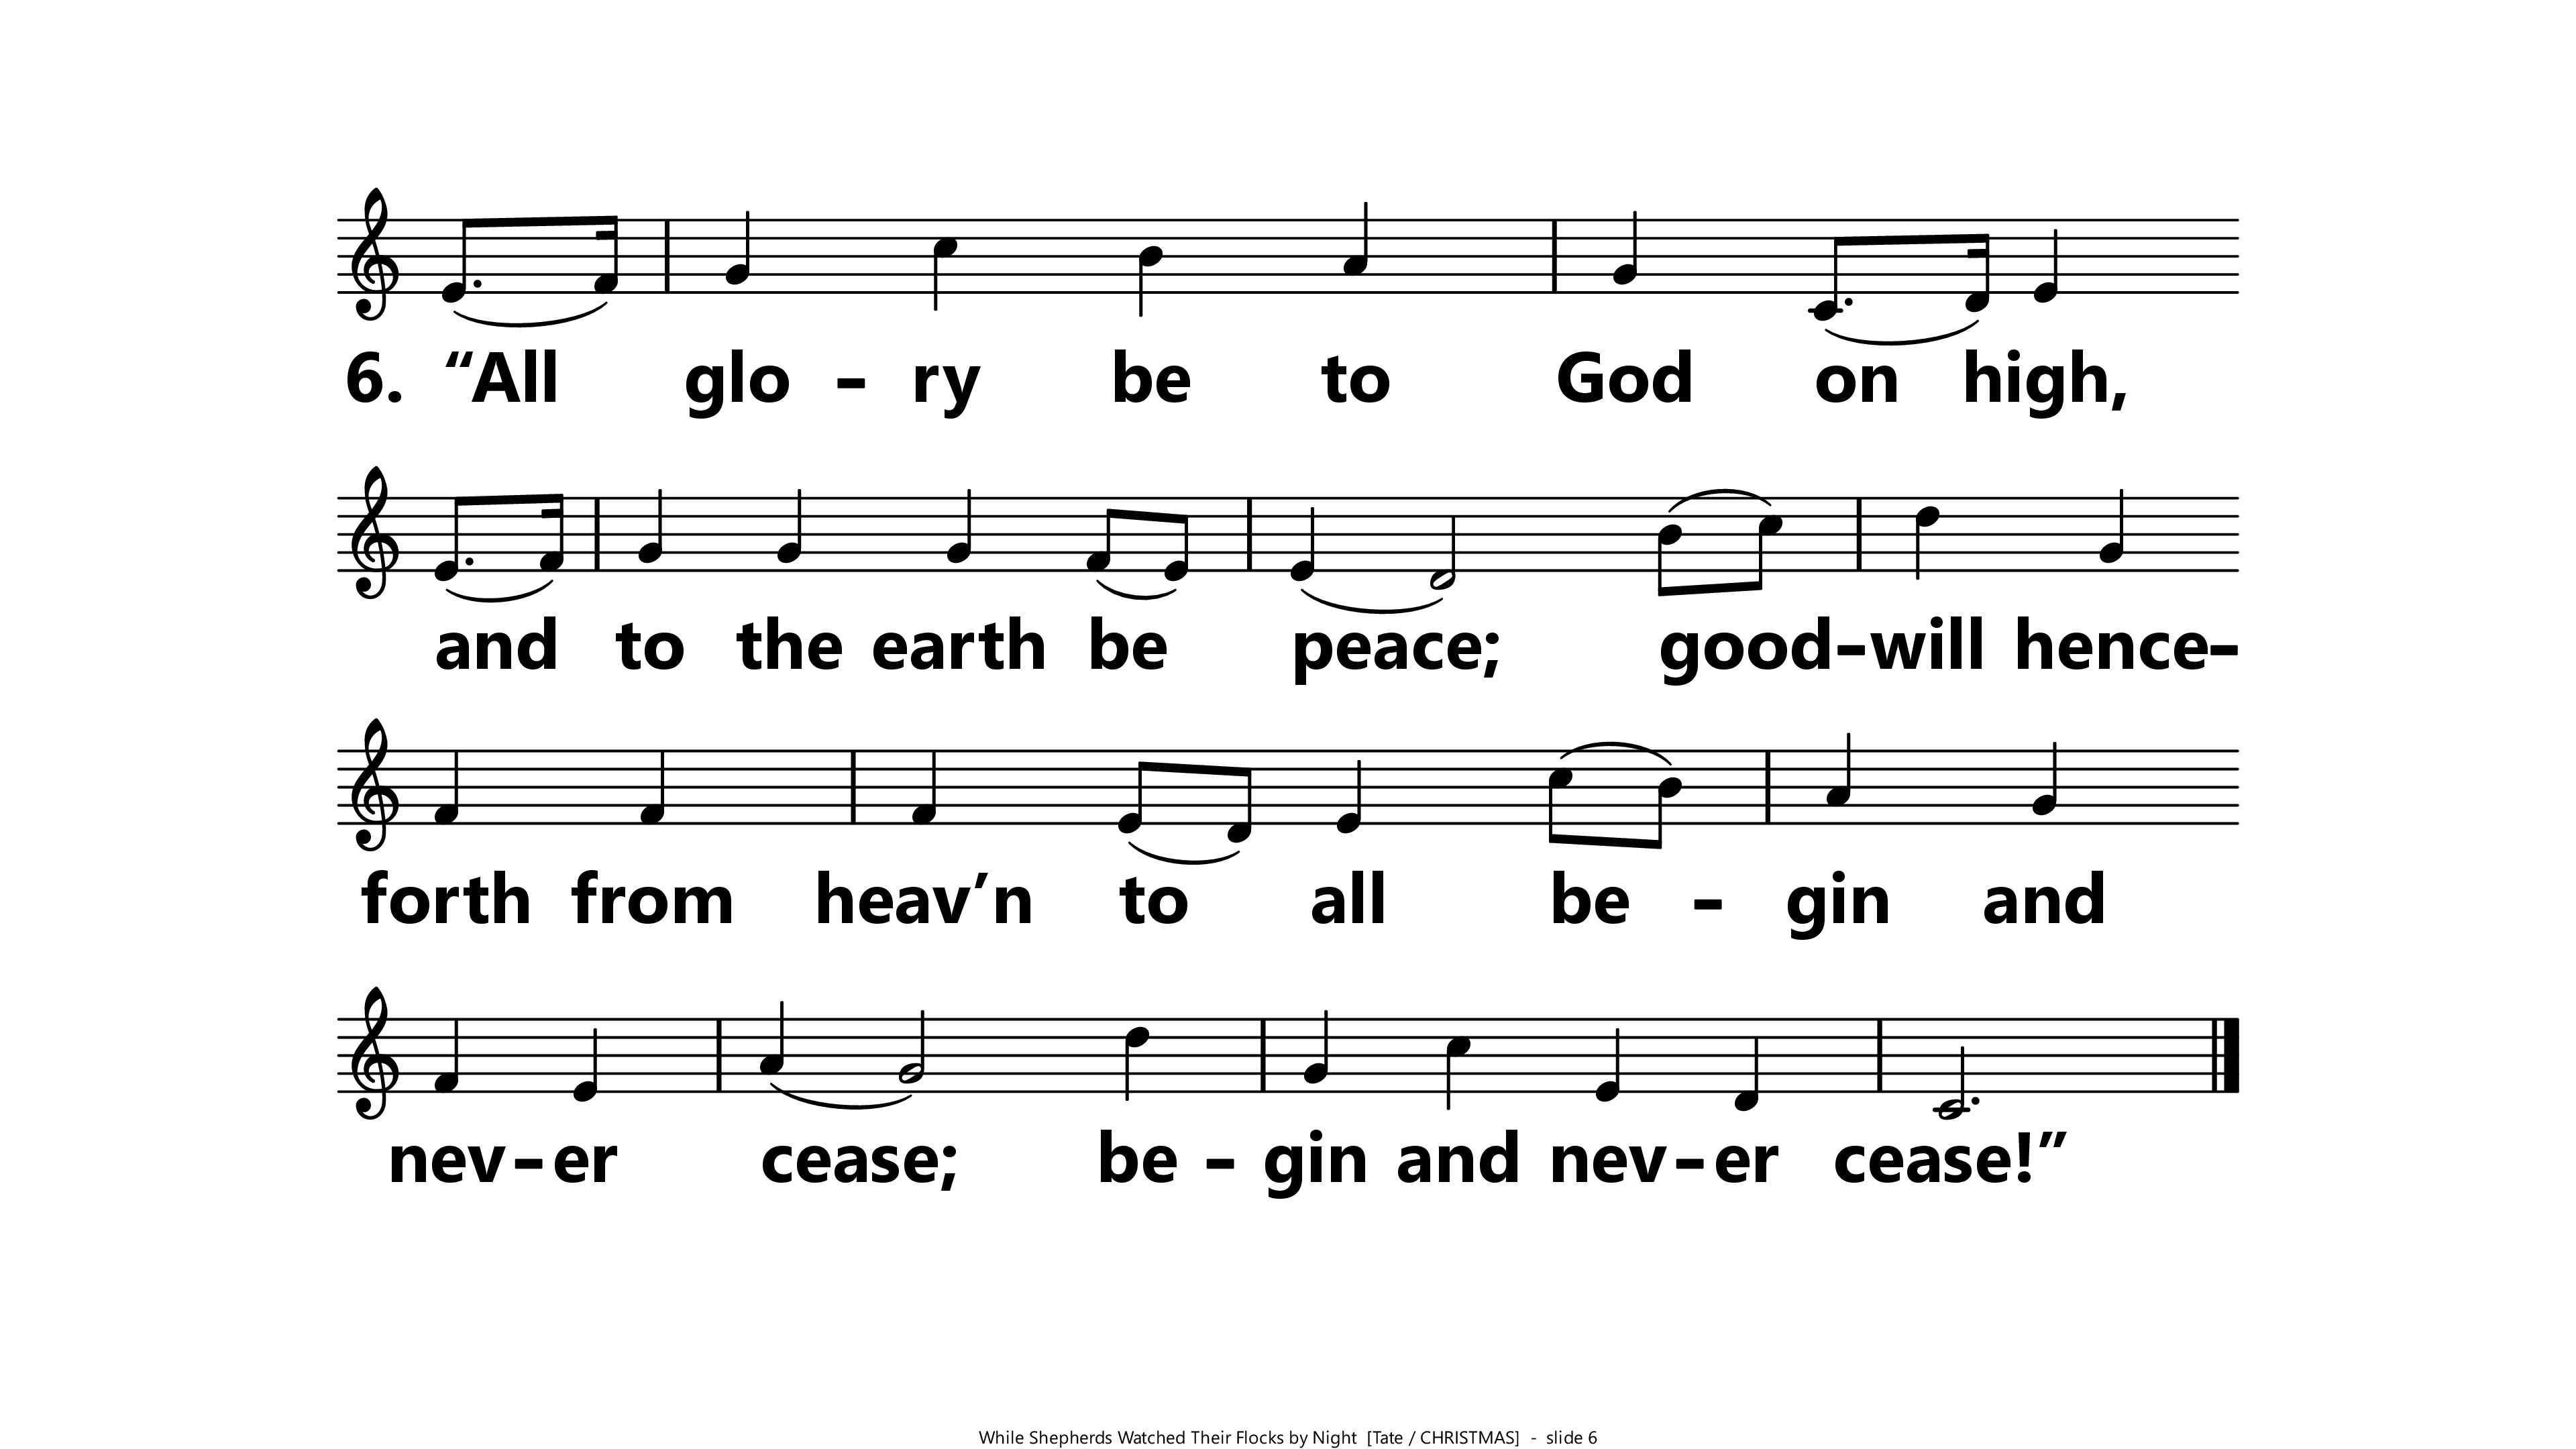 6. “All glo - ry be to God on high,
and to the earth be peace; good-will hence-
forth from heav’n to all be - gin and
nev-er cease; be - gin and nev-er cease!”
While Shepherds Watched Their Flocks by Night [Tate / CHRISTMAS] - slide 6